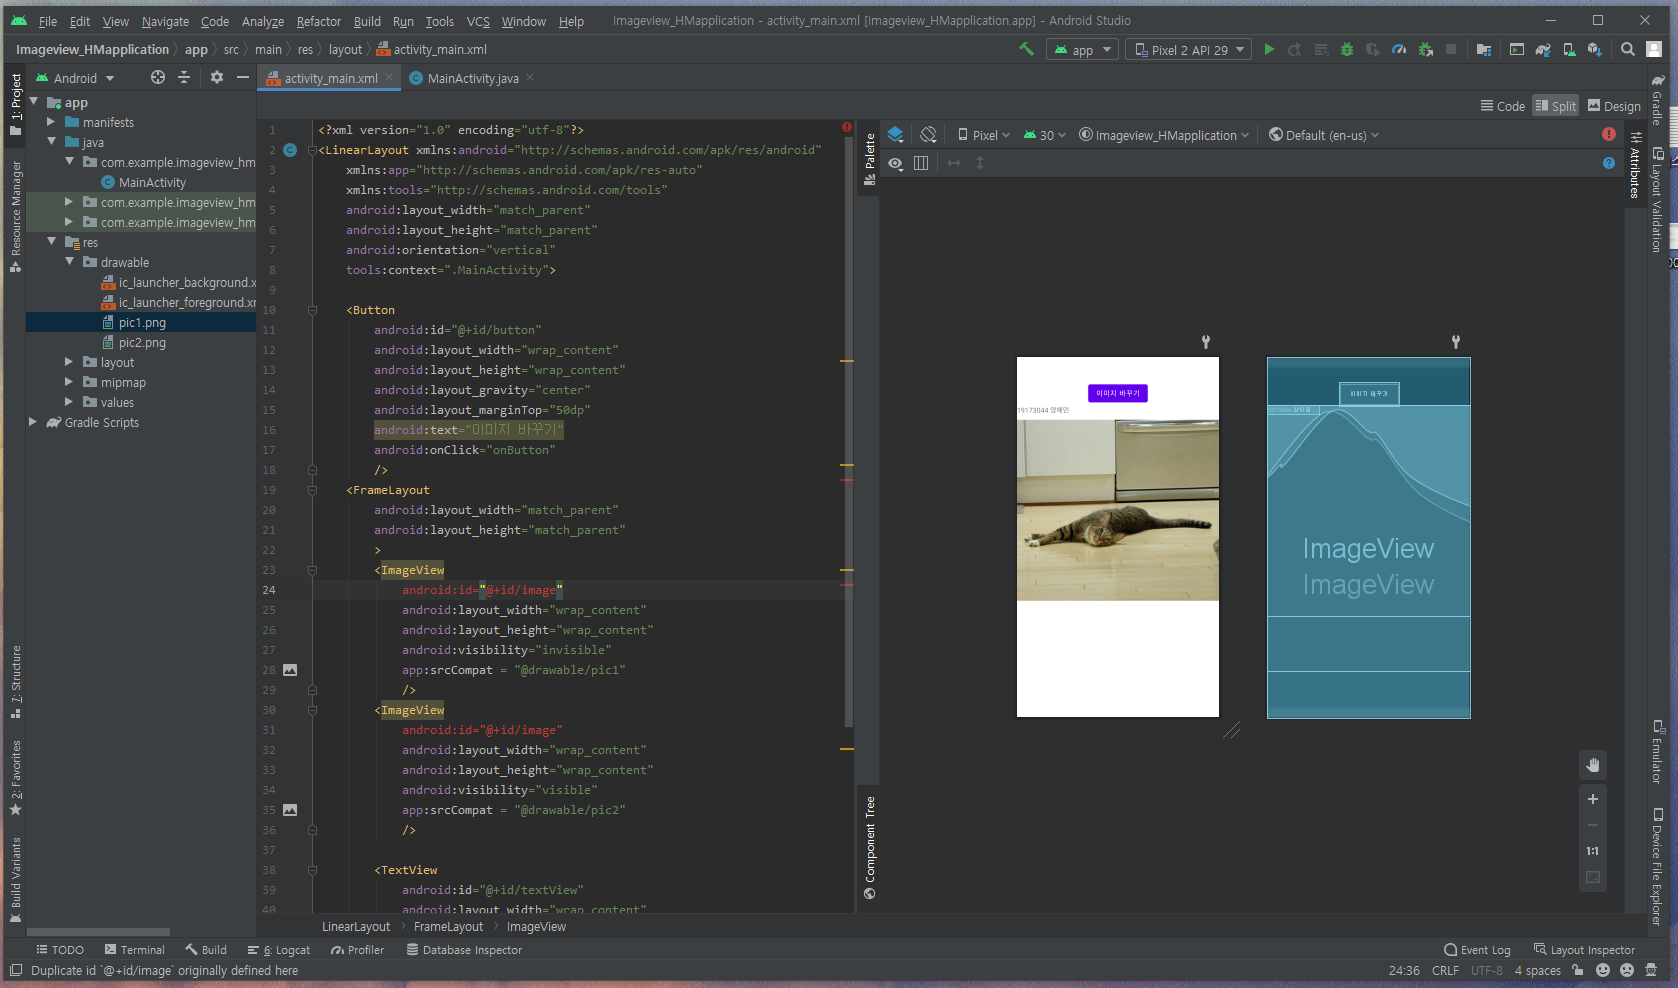 File Edit View Navigate Code Analyze Refactor Build Run Tools VCS Window Help Imageview_HMapplication - activity_main.xml [Imageview_HMapplication.app] - Android Studio
Imageview_HMapplication app src main res layout activity_main.xml app Pixel 2 API 29
Android
activity_main.xml MainActivity.java
1: Project
Resource Manager
7: Structure
2: Favorites
Build Variants
app
manifests
java
com.example.imageview_hm
MainActivity
com.example.imageview_hm
com.example.imageview_hm
res
drawable
ic_launcher_background.x
ic_launcher_foreground.xr
pic1.png
pic2.png
layout
mipmap
values
Gradle Scripts
Code Split Design
1 <?xml version="1.0" encoding="utf-8"?>
2 <LinearLayout xmlns:android="http://schemas.android.com/apk/res/android"
3 xmlns:app="http://schemas.android.com/apk/res-auto"
4 xmlns:tools="http://schemas.android.com/tools"
5 android:layout_width="match_parent"
6 android:layout_height="match_parent"
7 android:orientation="vertical"
8 tools:context=".MainActivity">
9
10 <Button
11 android:id="@+id/button"
12 android:layout_width="wrap_content"
13 android:layout_height="wrap_content"
14 android:layout_gravity="center"
15 android:layout_marginTop="50dp"
16 android:text="이미지 바꾸기"
17 android:onClick="onButton"
18 />
19 <FrameLayout
20 android:layout_width="match_parent"
21 android:layout_height="match_parent"
22 >
23 <ImageView
24 android:id="@+id/image"
25 android:layout_width="wrap_content"
26 android:layout_height="wrap_content"
27 android:visibility="invisible"
28 app:srcCompat = "@drawable/pic1"
29 />
30 <ImageView
31 android:id="@+id/image"
32 android:layout_width="wrap_content"
33 android:layout_height="wrap_content"
34 android:visibility="visible"
35 app:srcCompat = "@drawable/pic2"
36 />
37
38 <TextView
39 android:id="@+id/textView"
40 android:layout_width="wrap_content"
LinearLayout FrameLayout ImageView
Palette
Component Tree
Pixel 30 Imageview_HMapplication Default (en-us)
이미지 바꾸기
19173044 양해민
이미지 바꾸기
ImageView
ImageView
1:1
Attributes
Gradle
Layout Validation
Emulator
Device File Explorer
TODO Terminal Build 6: Logcat Profiler Database Inspector Event Log Layout Inspector
Duplicate id `@+id/image` originally defined here 24:36 CRLF UTF-8 4 spaces